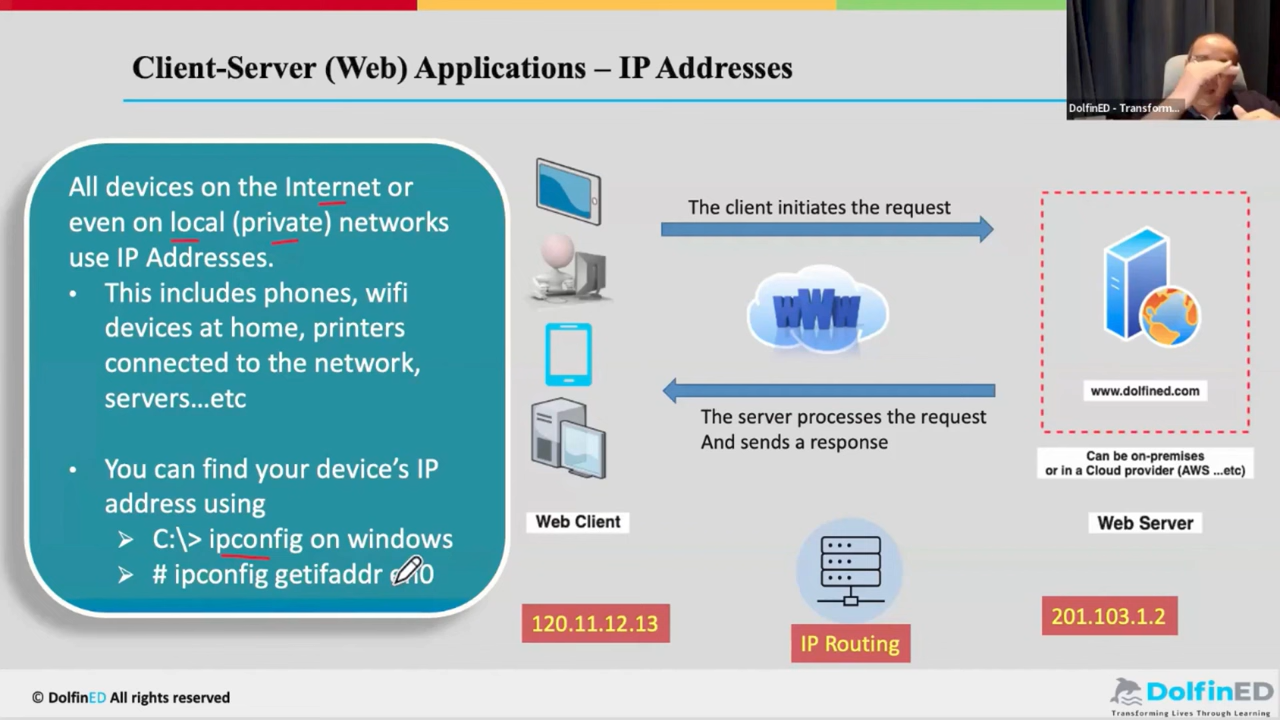 Client-Server (Web) Applications – IP Addresses
DolfinED - Transform...
All devices on the Internet or
even on local (private) networks
use IP Addresses.
• This includes phones, wifi
devices at home, printers
connected to the network,
servers...etc
• You can find your device's IP
address using
➢ C:\> ipconfig on windows
➢ # ipconfig getifaddr
The client initiates the request
WWW
The server processes the request
And sends a response
www.dolfined.com
Can be on-premises
or in a Cloud provider (AWS ...etc)
Web Client
Web Server
120.11.12.13
IP Routing
201.103.1.2
© DolfinED All rights reserved
DolfinED
Transforming Lives Through Learning